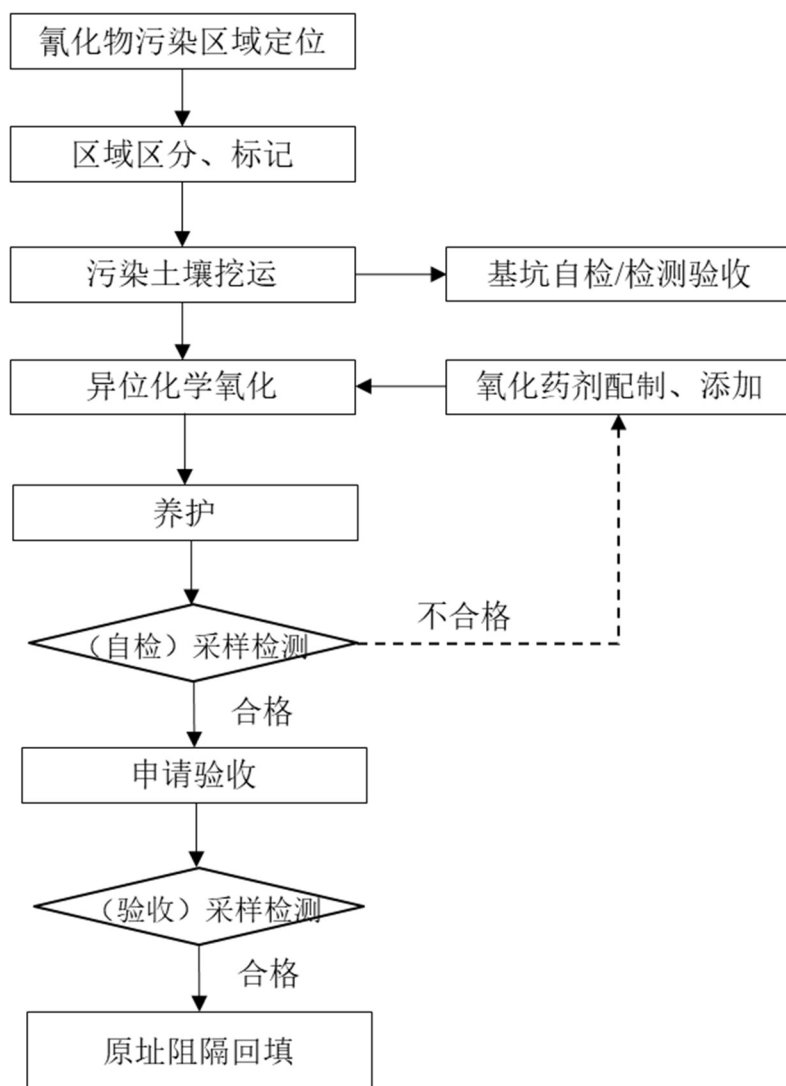 氰化物污染区域定位
区域区分、标记
污染土壤挖运
基坑自检/检测验收
异位化学氧化
氧化药剂配制、添加
养护
（自检）采样检测
不合格
合格
申请验收
（验收）采样检测
合格
原址阻隔回填